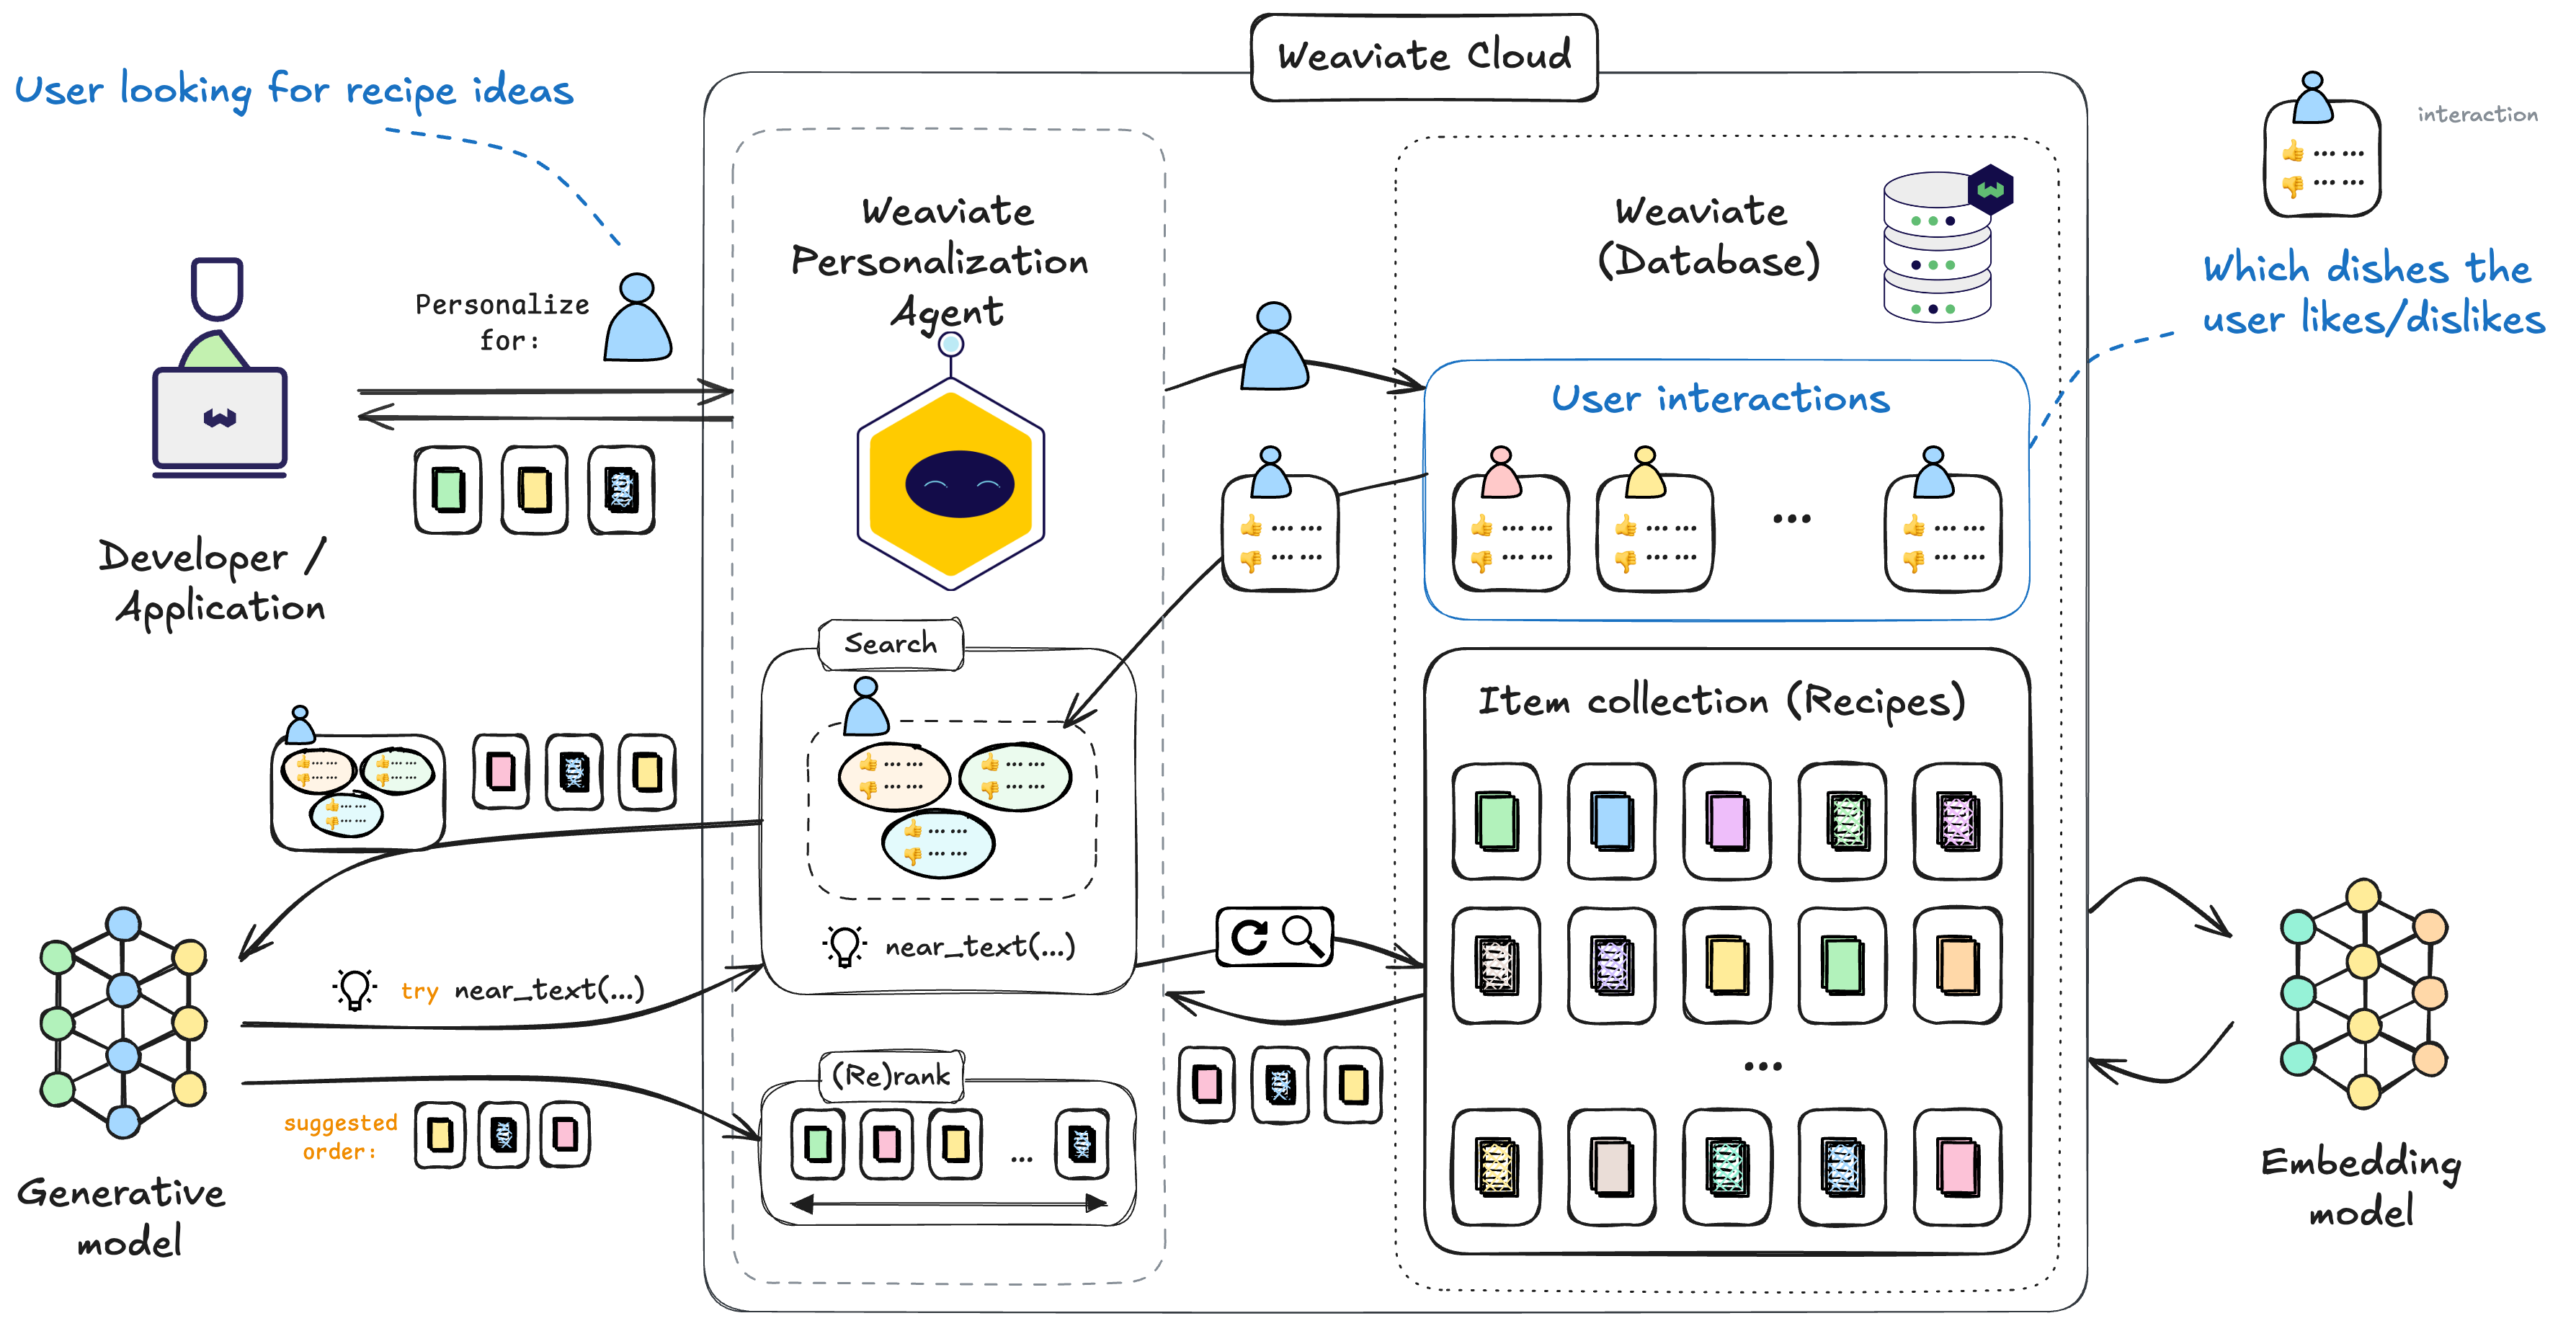 Weaviate Cloud
User looking for recipe ideas
interaction
Weaviate
Personalization
Agent
Weaviate
(Database)
Which dishes the
user likes/dislikes
Personalize
for:
User interactions
... ...
... ...
... ...
... ...
... ...
... ...
...
... ...
... ...
... ...
... ...
Developer /
Application
Search
Item collection (Recipes)
... ...
... ...
... ...
... ...
... ...
... ...
near_text(...)
try near_text(...)
...
(Re)rank
...
suggested
order:
Generative
model
Embedding
model